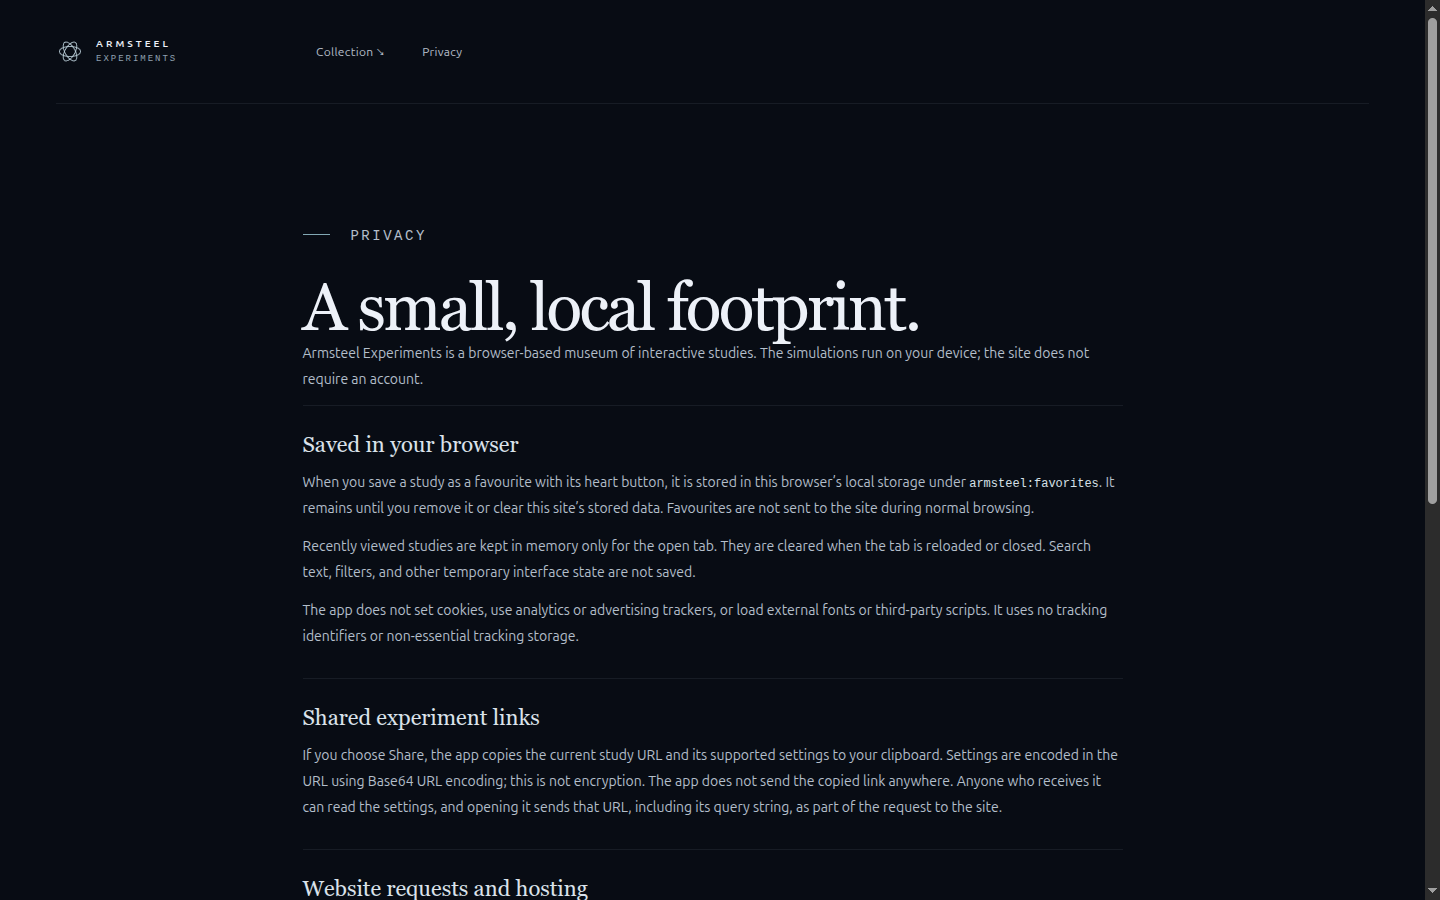 ARMSTEEL
EXPERIMENTS
Collection ↘
Privacy
PRIVACY
A small, local footprint.
Armsteel Experiments is a browser-based museum of interactive studies. The simulations run on your device; the site does not
require an account.
Saved in your browser
When you save a study as a favourite with its heart button, it is stored in this browser’s local storage under armsteel:favorites. It
remains until you remove it or clear this site’s stored data. Favourites are not sent to the site during normal browsing.
Recently viewed studies are kept in memory only for the open tab. They are cleared when the tab is reloaded or closed. Search
text, filters, and other temporary interface state are not saved.
The app does not set cookies, use analytics or advertising trackers, or load external fonts or third-party scripts. It uses no tracking
identifiers or non-essential tracking storage.
Shared experiment links
If you choose Share, the app copies the current study URL and its supported settings to your clipboard. Settings are encoded in the
URL using Base64 URL encoding; this is not encryption. The app does not send the copied link anywhere. Anyone who receives it
can read the settings, and opening it sends that URL, including its query string, as part of the request to the site.
Website requests and hosting